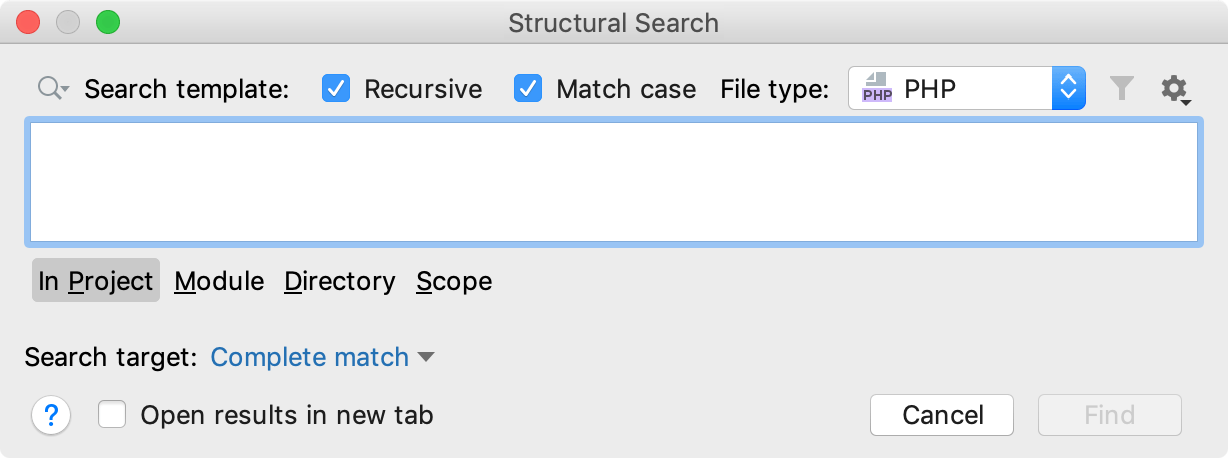 Structural Search
Search template: Recursive Match case File type: PHP PHP
In Project Module Directory Scope
Search target: Complete match
? Open results in new tab Cancel Find